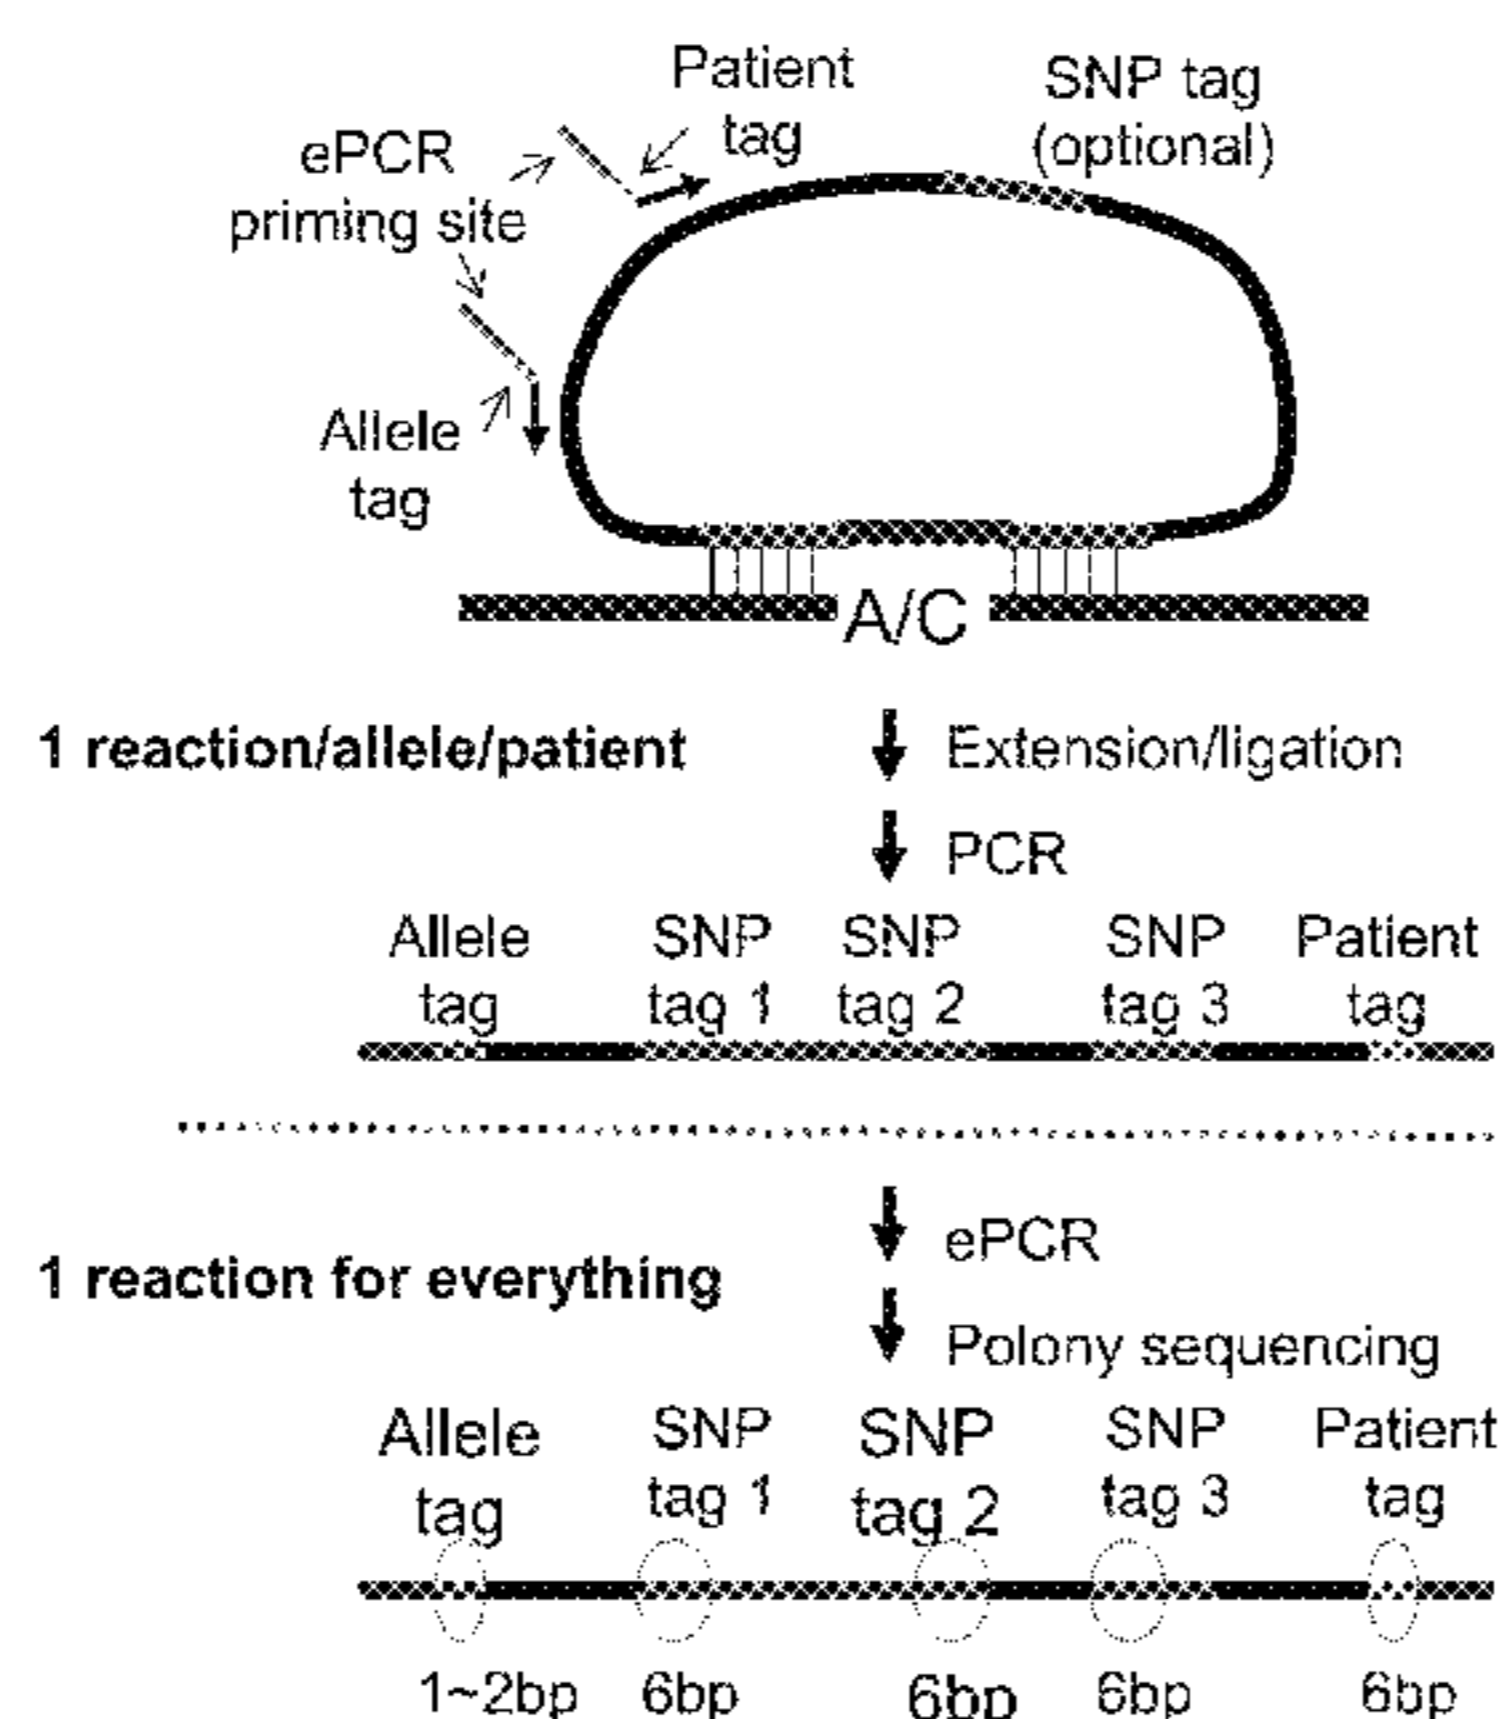 Patient
tag
SNP tag
(optional)
ePCR
priming site
Allele
tag
A/C
1 reaction/allele/patient
Extension/ligation
PCR
Allele
tag
SNP
tag 1
SNP
tag 2
SNP
tag 3
Patient
tag
1 reaction for everything
ePCR
Polony sequencing
Allele
tag
SNP
tag 1
SNP
tag 2
SNP
tag 3
Patient
tag
1~2bp 6bp 6bp 6bp 6bp